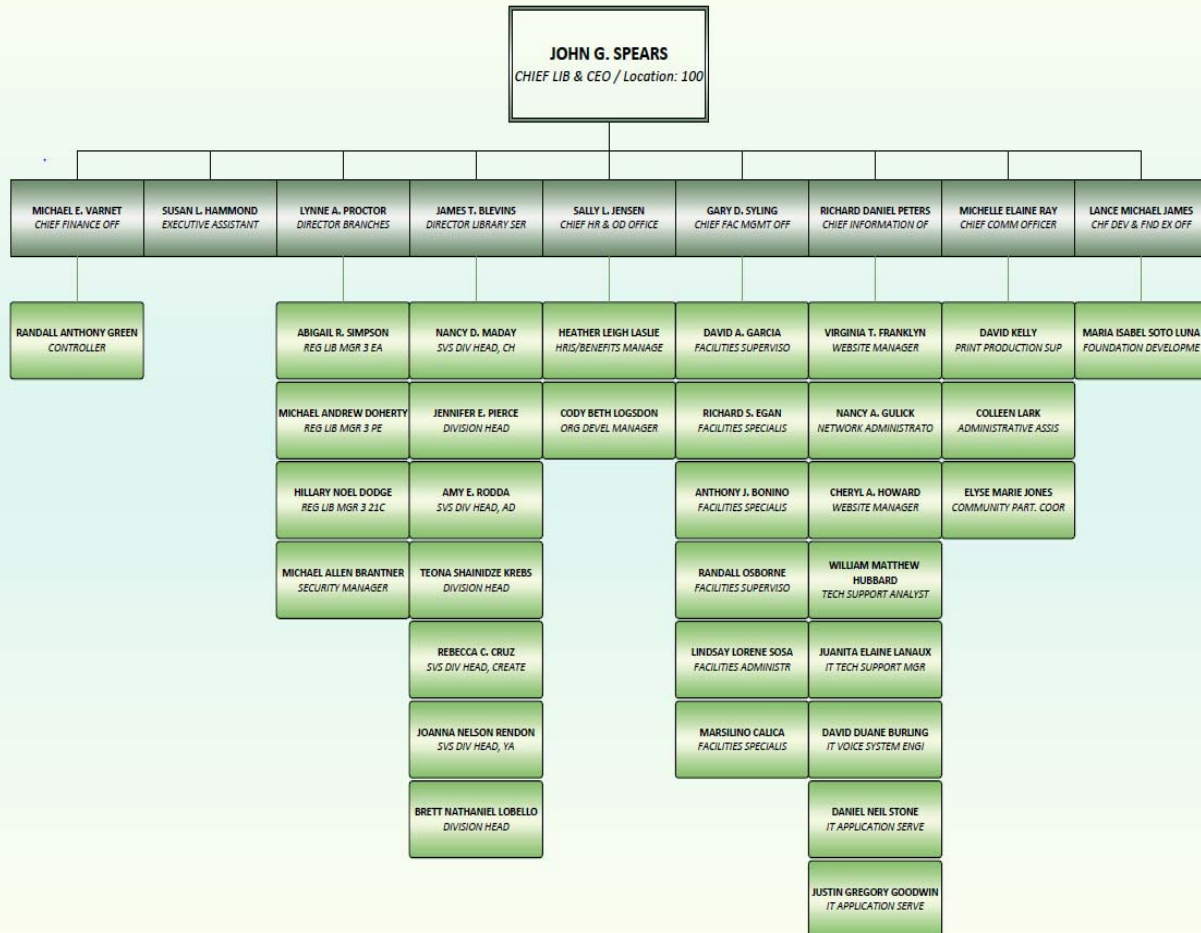 JOHN G. SPEARS
CHIEF LIB & CEO / Location: 100
MICHAEL E. VARNET
CHIEF FINANCE OFF
SUSAN L. HAMMOND
EXECUTIVE ASSISTANT
LYNNE A. PROCTOR
DIRECTOR BRANCHES
JAMES T. BLEVINS
DIRECTOR LIBRARY SER
SALLY L. JENSEN
CHIEF HR & OD OFFICE
GARY D. SYLING
CHIEF FAC MGMT OFF
RICHARD DANIEL PETERS
CHIEF INFORMATION OF
MICHELLE ELAINE RAY
CHIEF COMM OFFICER
LANCE MICHAEL JAMES
CHF DEV & FND EX OFF
RANDALL ANTHONY GREEN
CONTROLLER
ABIGAIL R. SIMPSON
REG LIB MGR 3 EA
MICHAEL ANDREW DOHERTY
REG LIB MGR 3 PE
HILLARY NOEL DODGE
REG LIB MGR 3 21C
MICHAEL ALLEN BRANTNER
SECURITY MANAGER
NANCY D. MADAY
SVS DIV HEAD, CH
JENNIFER E. PIERCE
DIVISION HEAD
AMY E. RODDA
SVS DIV HEAD, AD
TEONA SHAINIDZE KREBS
DIVISION HEAD
REBECCA C. CRUZ
SVS DIV HEAD, CREATE
JOANNA NELSON RENDON
SVS DIV HEAD, YA
BRETT NATHANIEL LOBELLO
DIVISION HEAD
HEATHER LEIGH LASLIE
HRIS/BENEFITS MANAGE
CODY BETH LOGSDON
ORG DEVEL MANAGER
DAVID A. GARCIA
FACILITIES SUPERVISO
RICHARD S. EGAN
FACILITIES SPECIALIS
ANTHONY J. BONINO
FACILITIES SPECIALIS
RANDALL OSBORNE
FACILITIES SUPERVISO
LINDSAY LORENE SOSA
FACILITIES ADMINISTR
MARSILINO CALICA
FACILITIES SPECIALIS
VIRGINIA T. FRANKLYN
WEBSITE MANAGER
NANCY A. GULICK
NETWORK ADMINISTRATO
CHERYL A. HOWARD
WEBSITE MANAGER
WILLIAM MATTHEW
HUBBARD
TECH SUPPORT ANALYST
JUANITA ELAINE LANAUX
IT TECH SUPPORT MGR
DAVID DUANE BURLING
IT VOICE SYSTEM ENGI
DANIEL NEIL STONE
IT APPLICATION SERVE
JUSTIN GREGORY GOODWIN
IT APPLICATION SERVE
DAVID KELLY
PRINT PRODUCTION SUP
COLLEEN LARK
ADMINISTRATIVE ASSIS
ELYSE MARIE JONES
COMMUNITY PART. COOR
MARIA ISABEL SOTO LUNA
FOUNDATION DEVELOPME